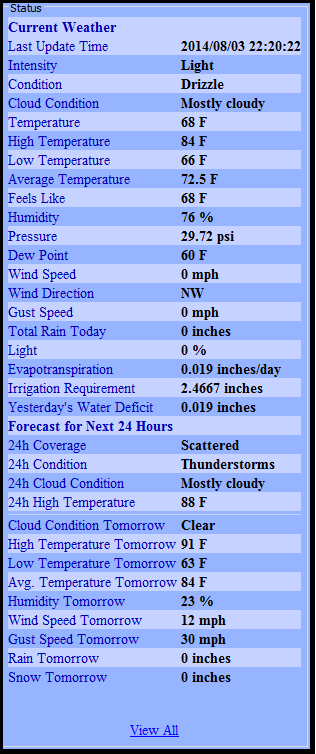 Status
Current Weather
Last Update Time 2014/08/03 22:20:22
Intensity Light
Condition Drizzle
Cloud Condition Mostly cloudy
Temperature 68 F
High Temperature 84 F
Low Temperature 66 F
Average Temperature 72.5 F
Feels Like 68 F
Humidity 76 %
Pressure 29.72 psi
Dew Point 60 F
Wind Speed 0 mph
Wind Direction NW
Gust Speed 0 mph
Total Rain Today 0 inches
Light 0 %
Evapotranspiration 0.019 inches/day
Irrigation Requirement 2.4667 inches
Yesterday's Water Deficit 0.019 inches
Forecast for Next 24 Hours
24h Coverage Scattered
24h Condition Thunderstorms
24h Cloud Condition Mostly cloudy
24h High Temperature 88 F
Cloud Condition Tomorrow Clear
High Temperature Tomorrow 91 F
Low Temperature Tomorrow 63 F
Avg. Temperature Tomorrow 84 F
Humidity Tomorrow 23 %
Wind Speed Tomorrow 12 mph
Gust Speed Tomorrow 30 mph
Rain Tomorrow 0 inches
Snow Tomorrow 0 inches
View All